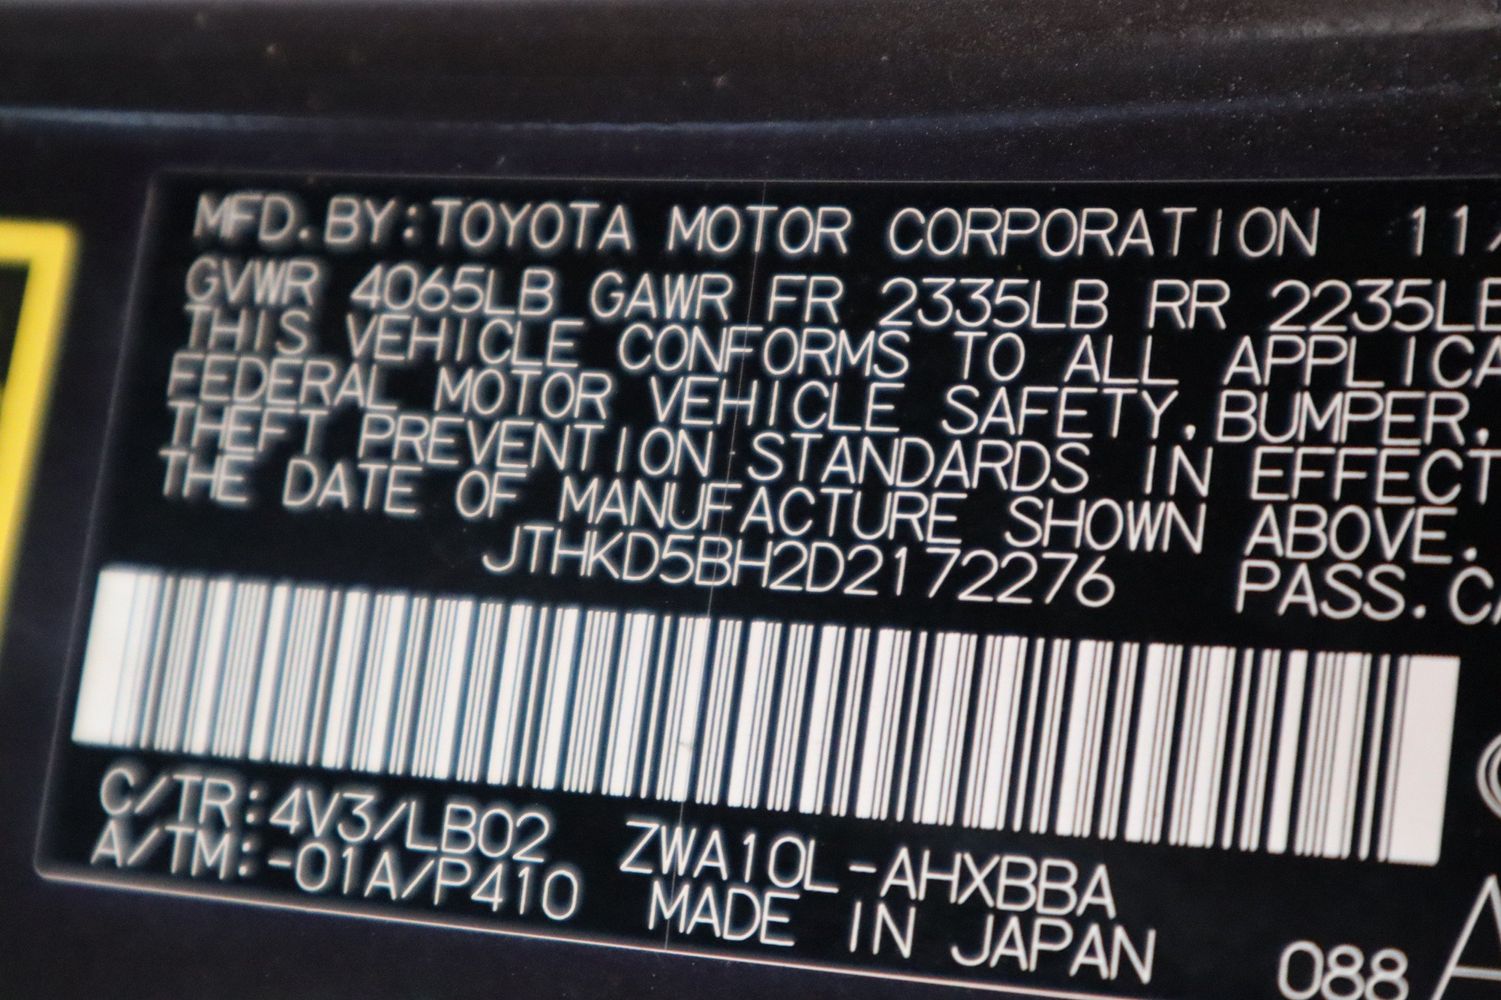 MFD. BY: TOYOTA MOTOR CORPORATION 11/
GVWR 4065LB GAWR FR 2335LB RR 2235LB
THIS VEHICLE CONFORMS TO ALL APPLICA
FEDERAL MOTOR VEHICLE SAFETY, BUMPER,
THEFT PREVENTION STANDARDS IN EFFECT
THE DATE OF MANUFACTURE SHOWN ABOVE.
JTHKD5BH2D2172276 PASS. CA
C/TR: 4V3/LB02 ZWA10L-AHXBBA
A/TM: -01A/P410 MADE IN JAPAN 088